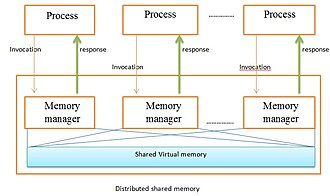 Process Process ............... Process
Invocation response Invocation response Invocation response
Memory manager Memory manager ............... Memory manager
Shared Virtual memory
Distributed shared memory